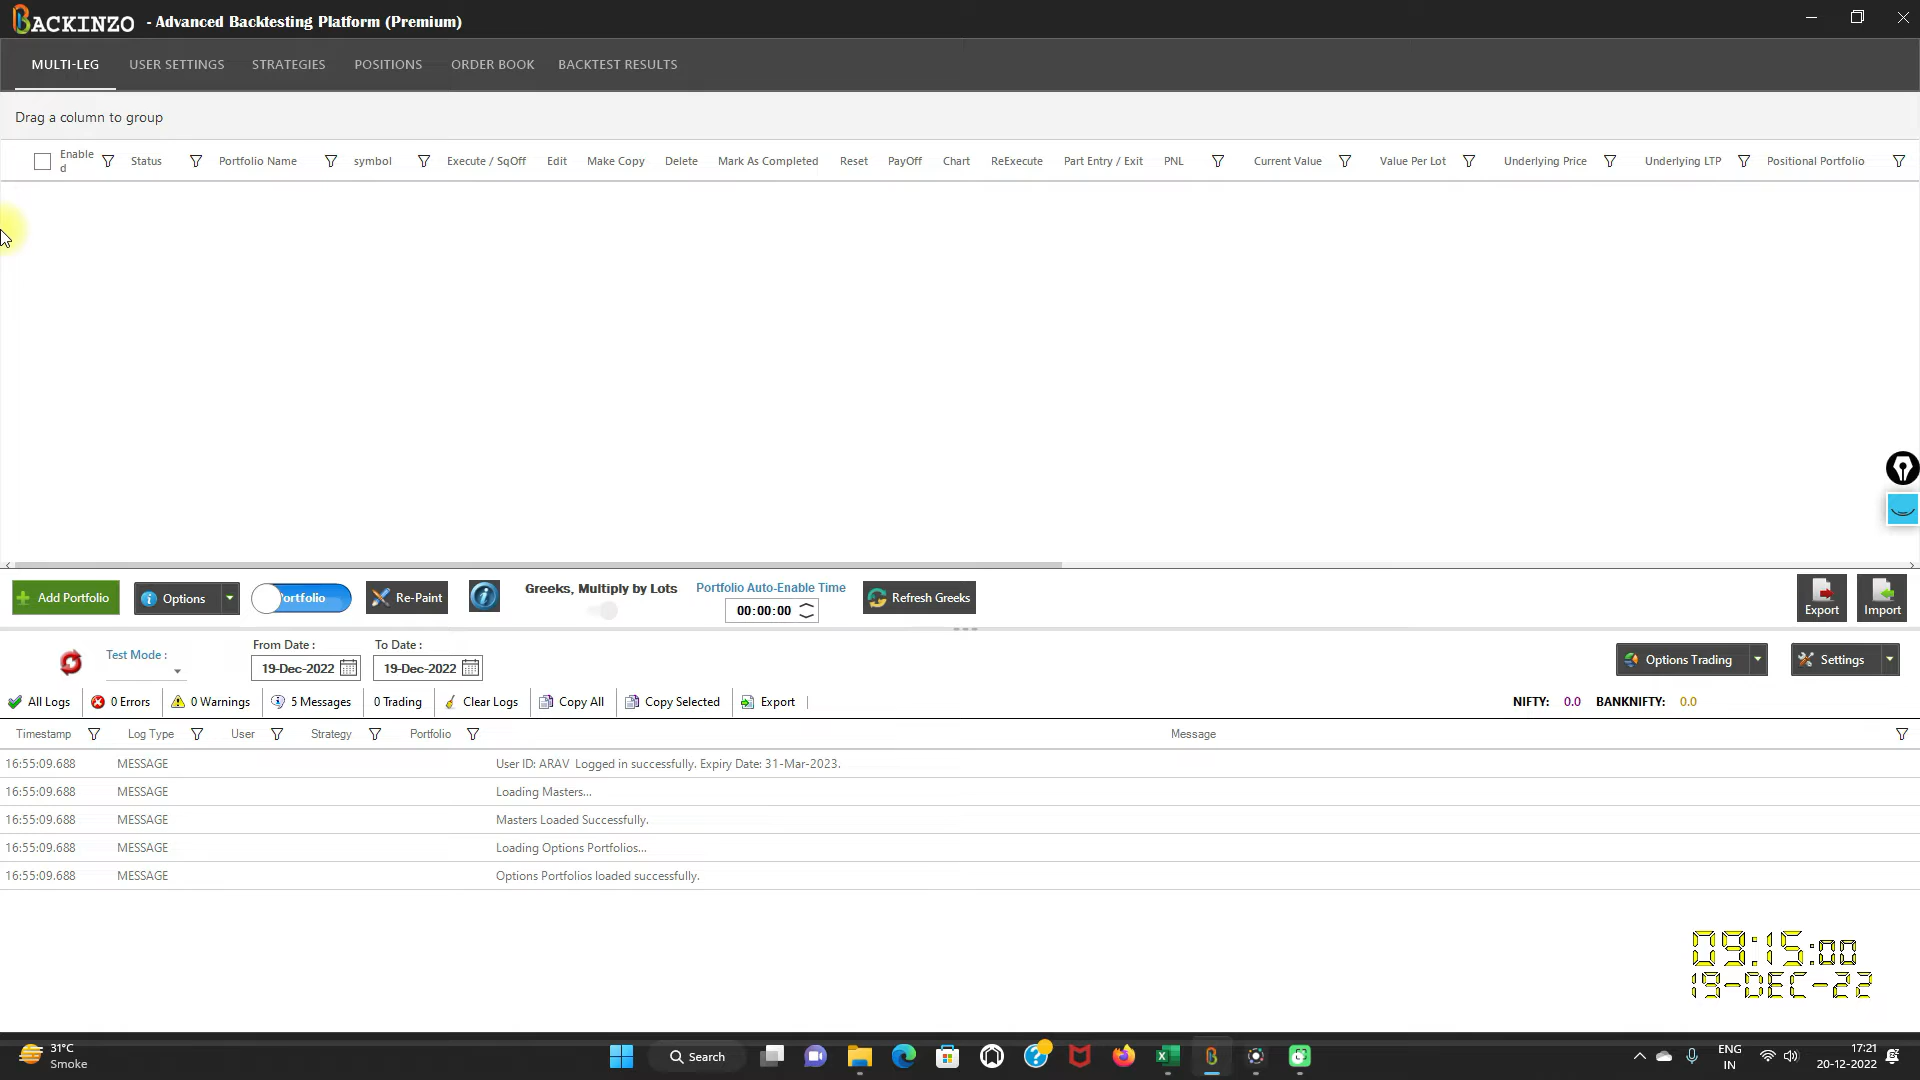 BACKINZO - Advanced Backtesting Platform (Premium)
MULTI-LEG USER SETTINGS STRATEGIES POSITIONS ORDER BOOK BACKTEST RESULTS
Drag a column to group
Enable
d
Status Portfolio Name symbol Execute / SqOff Edit Make Copy Delete Mark As Completed Reset PayOff Chart ReExecute Part Entry / Exit PNL Current Value Value Per Lot Underlying Price Underlying LTP Positional Portfolio
Add Portfolio Options ortfolio Re-Paint Greeks, Multiply by Lots Portfolio Auto-Enable Time Refresh Greeks
00:00:00
Export Import
Test Mode : From Date : To Date :
19-Dec-2022 19-Dec-2022 Options Trading Settings
All Logs 0 Errors 0 Warnings 5 Messages 0 Trading Clear Logs Copy All Copy Selected Export NIFTY: 0.0 BANKNIFTY: 0.0
Timestamp Log Type User Strategy Portfolio Message
16:55:09.688 MESSAGE User ID: ARAV Logged in successfully. Expiry Date: 31-Mar-2023.
16:55:09.688 MESSAGE Loading Masters...
16:55:09.688 MESSAGE Masters Loaded Successfully.
16:55:09.688 MESSAGE Loading Options Portfolios...
16:55:09.688 MESSAGE Options Portfolios loaded successfully.
09:15:00
19-DEC-22
31°C
Smoke
Search
ENG
IN
17:21
20-12-2022